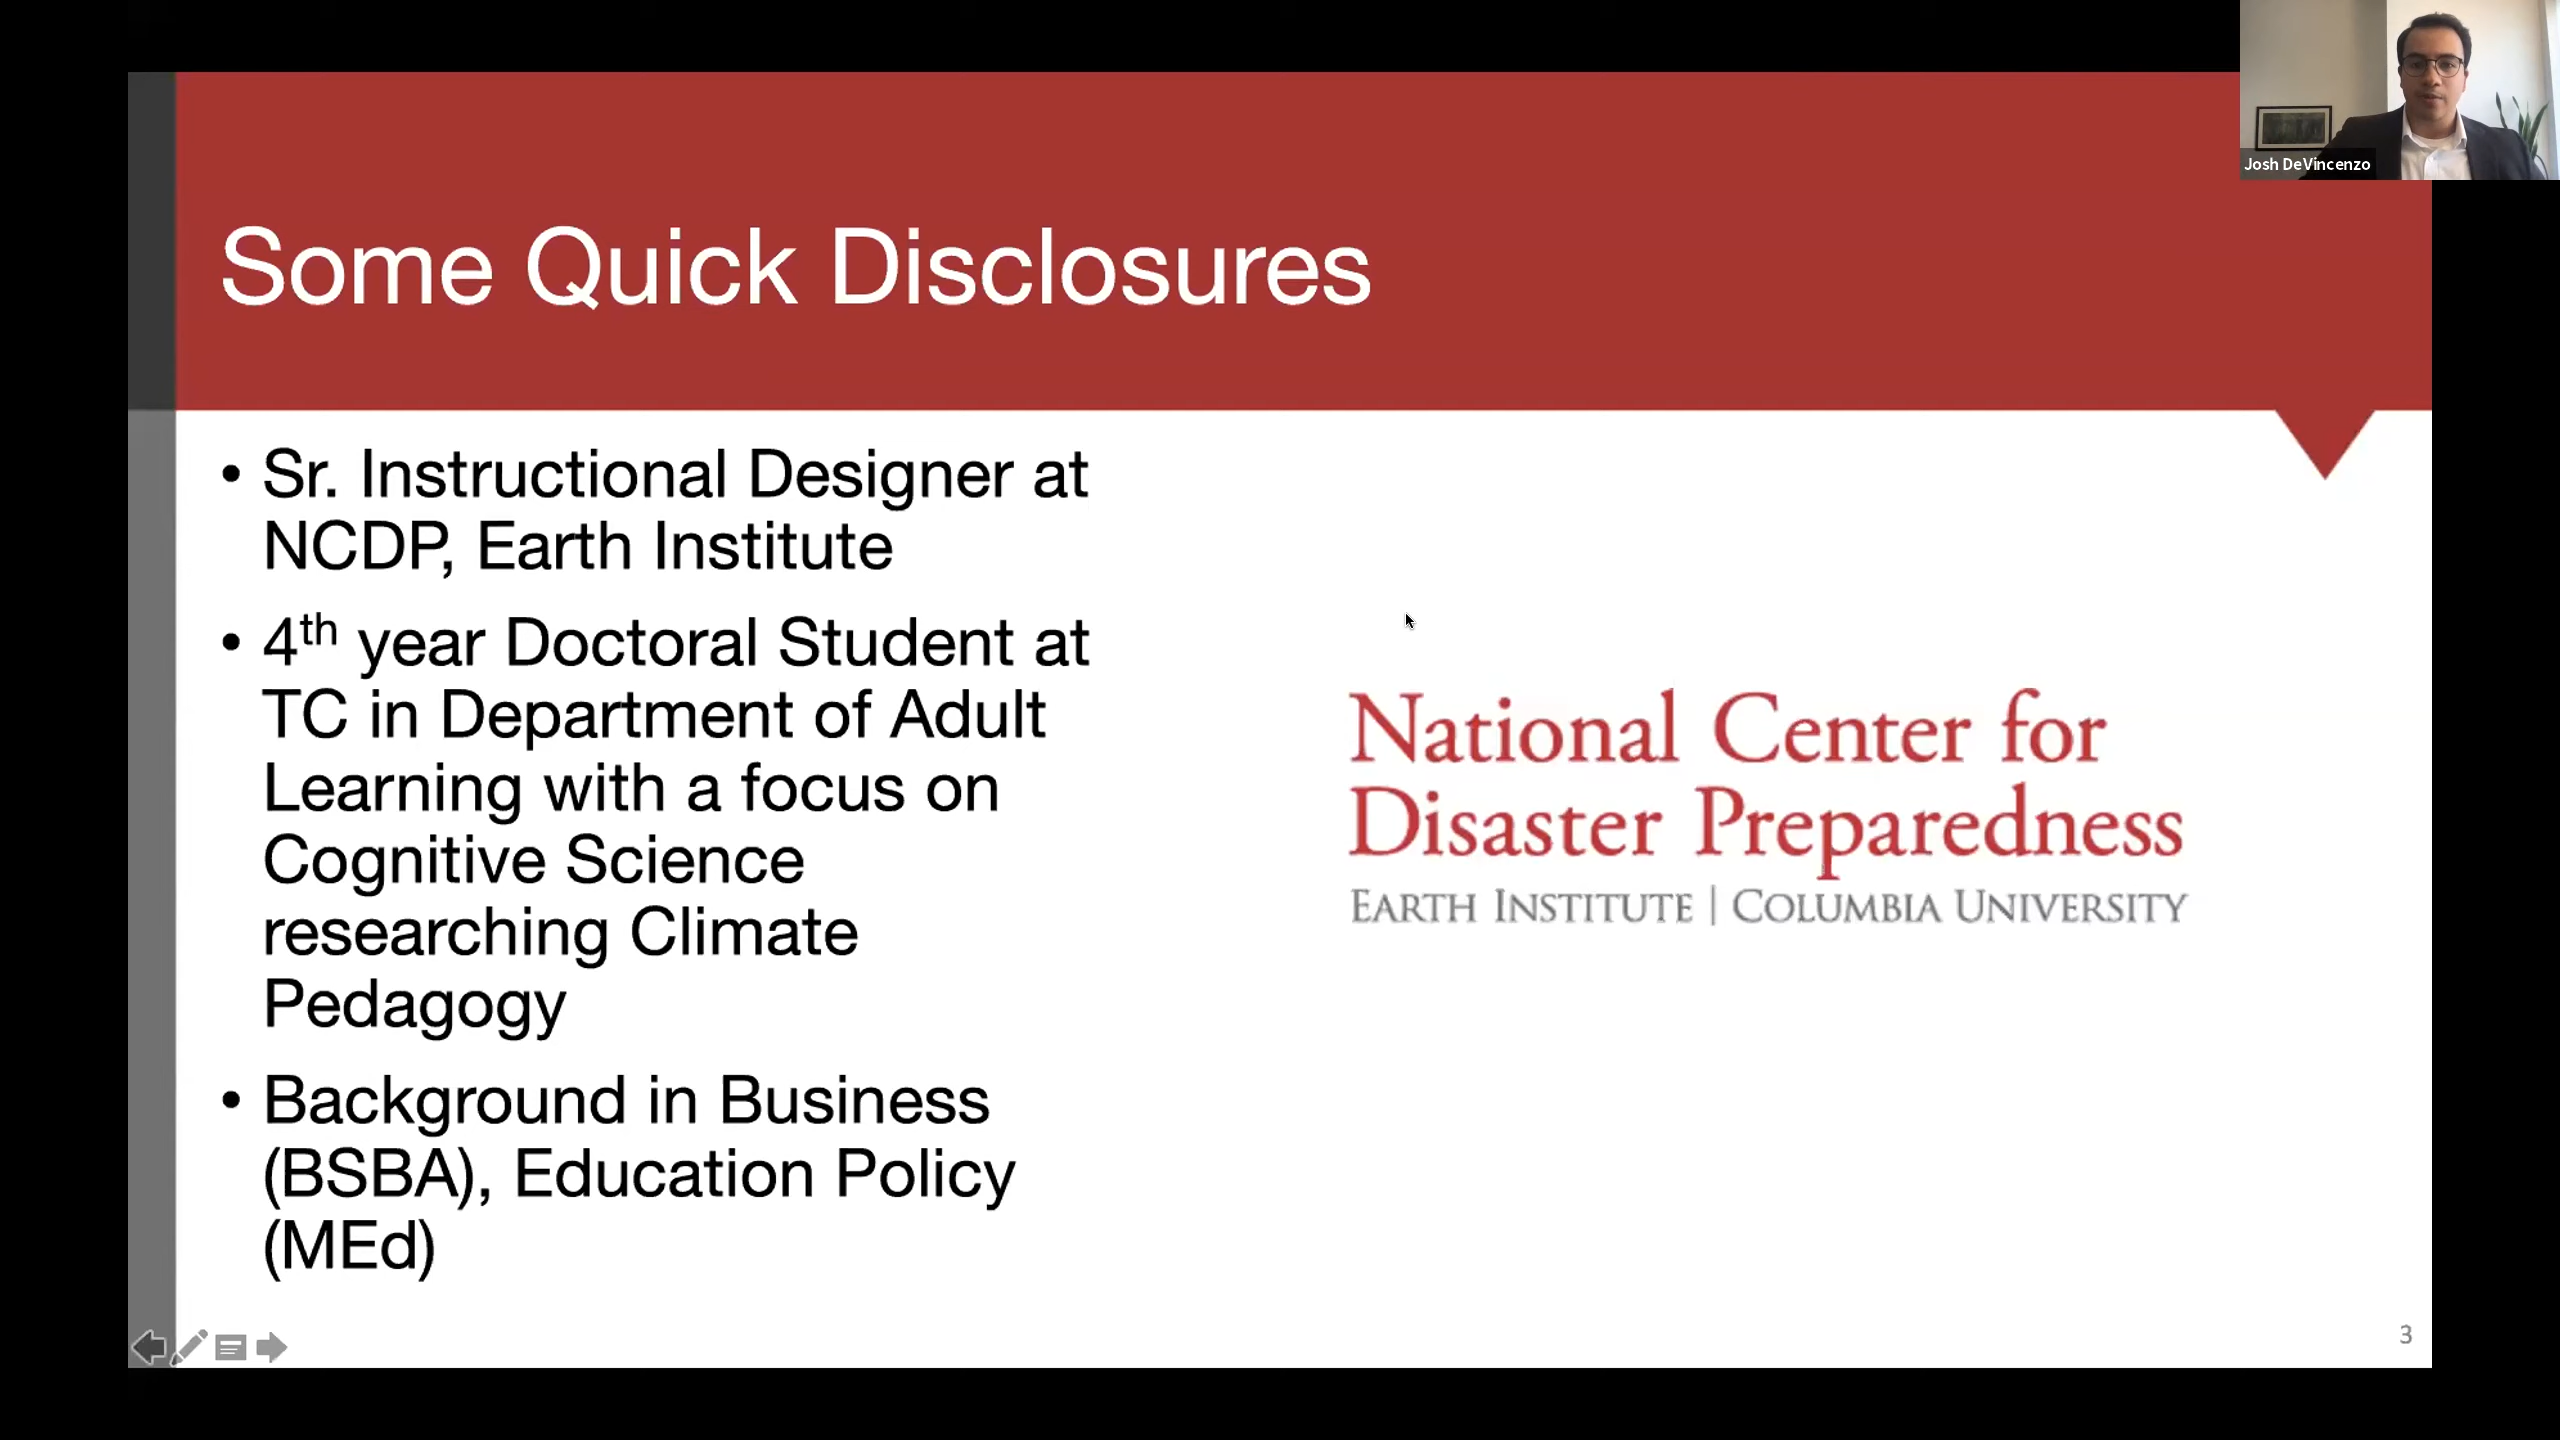 Josh DeVincenzo
Some Quick Disclosures
• Sr. Instructional Designer at
NCDP, Earth Institute
• 4th year Doctoral Student at
TC in Department of Adult
Learning with a focus on
Cognitive Science
researching Climate
Pedagogy
• Background in Business
(BSBA), Education Policy
(MEd)
National Center for
Disaster Preparedness
EARTH INSTITUTE | COLUMBIA UNIVERSITY
3